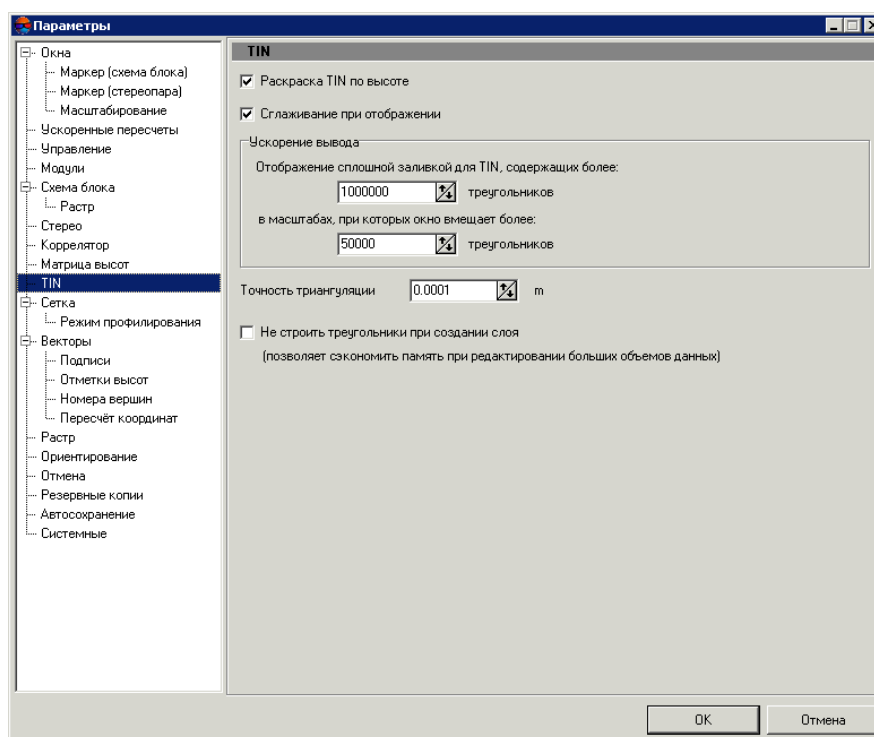 Параметры
Окна
Маркер (схема блока)
Маркер (стереопара)
Масштабирование
Ускоренные пересчеты
Управление
Модули
Схема блока
Растр
Стерео
Коррелятор
Матрица высот
TIN
Сетка
Режим профилирования
Векторы
Подписи
Отметки высот
Номера вершин
Пересчёт координат
Растр
Ориентирование
Отмена
Резервные копии
Автосохранение
Системные
TIN
Раскраска TIN по высоте
Сглаживание при отображении
Ускорение вывода
Отображение сплошной заливкой для TIN, содержащих более:
1000000 треугольников
в масштабах, при которых окно вмещает более:
50000 треугольников
Точность триангуляции 0.0001 m
Не строить треугольники при создании слоя
(позволяет сэкономить память при редактировании больших объемов данных)
OK Отмена